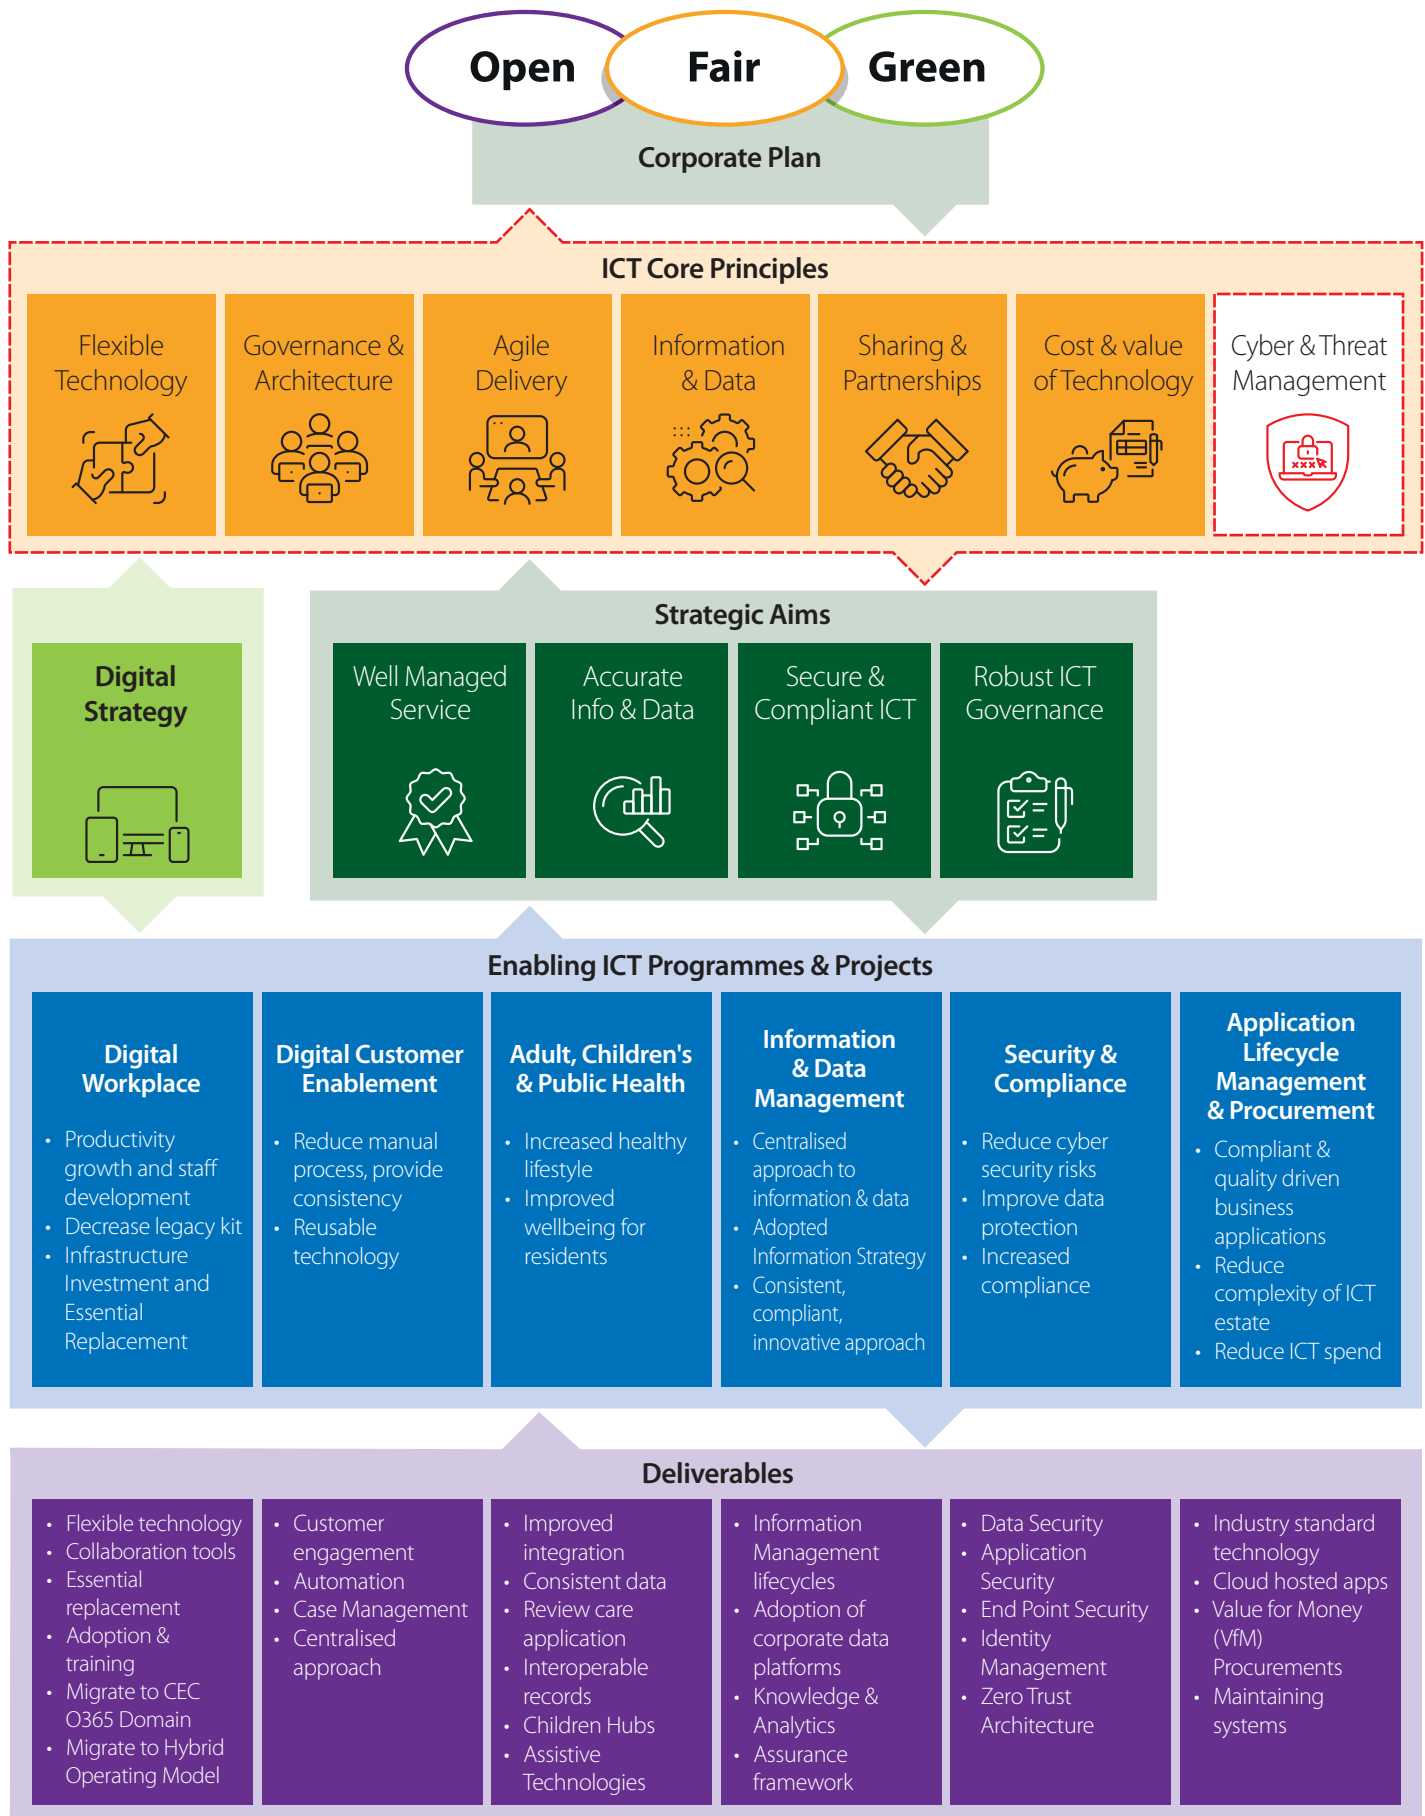 Open
Fair
Green
Corporate Plan
ICT Core Principles
Flexible
Technology
Governance &
Architecture
Agile
Delivery
Information
& Data
Sharing &
Partnerships
Cost & value
of Technology
Cyber & Threat
Management
xxx
Digital
Strategy
Strategic Aims
Well Managed
Service
Accurate
Info & Data
Secure &
Compliant ICT
Robust ICT
Governance
Enabling ICT Programmes & Projects
Digital
Workplace
• Productivity
growth and staff
development
• Decrease legacy kit
• Infrastructure
Investment and
Essential
Replacement
Digital Customer
Enablement
• Reduce manual
process, provide
consistency
• Reusable
technology
Adult, Children's
& Public Health
• Increased healthy
lifestyle
• Improved
wellbeing for
residents
Information
& Data
Management
• Centralised
approach to
information & data
• Adopted
Information Strategy
• Consistent,
compliant,
innovative approach
Security &
Compliance
• Reduce cyber
security risks
• Improve data
protection
• Increased
compliance
Application
Lifecycle
Management
& Procurement
• Compliant &
quality driven
business
applications
• Reduce
complexity of ICT
estate
• Reduce ICT spend
Deliverables
• Flexible technology
• Collaboration tools
• Essential
replacement
• Adoption &
training
• Migrate to CEC
O365 Domain
• Migrate to Hybrid
Operating Model
• Customer
engagement
• Automation
• Case Management
• Centralised
approach
• Improved
integration
• Consistent data
• Review care
application
• Interoperable
records
• Children Hubs
• Assistive
Technologies
• Information
Management
lifecycles
• Adoption of
corporate data
platforms
• Knowledge &
Analytics
• Assurance
framework
• Data Security
• Application
Security
• End Point Security
• Identity
Management
• Zero Trust
Architecture
• Industry standard
technology
• Cloud hosted apps
• Value for Money
(VfM)
Procurements
• Maintaining
systems